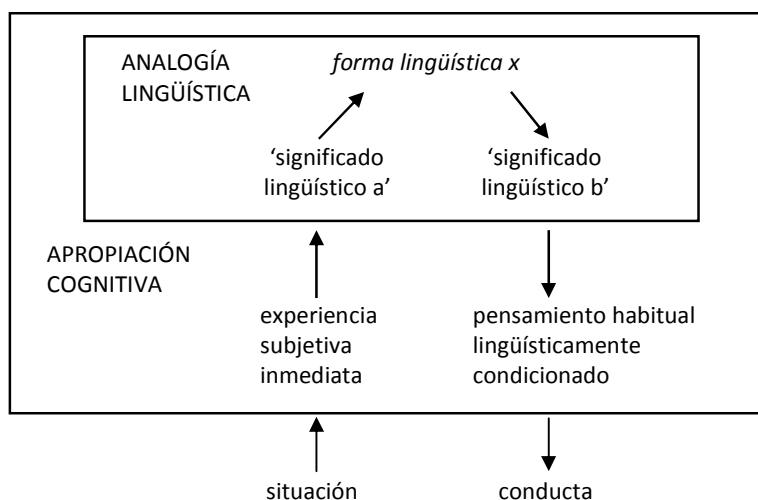 ANALOGÍA
LINGÜÍSTICA
forma lingüística x
‘significado
lingüístico a’
‘significado
lingüístico b’
APROPIACIÓN
COGNITIVA
experiencia
subjetiva
inmediata
pensamiento habitual
lingüísticamente
condicionado
situación
conducta